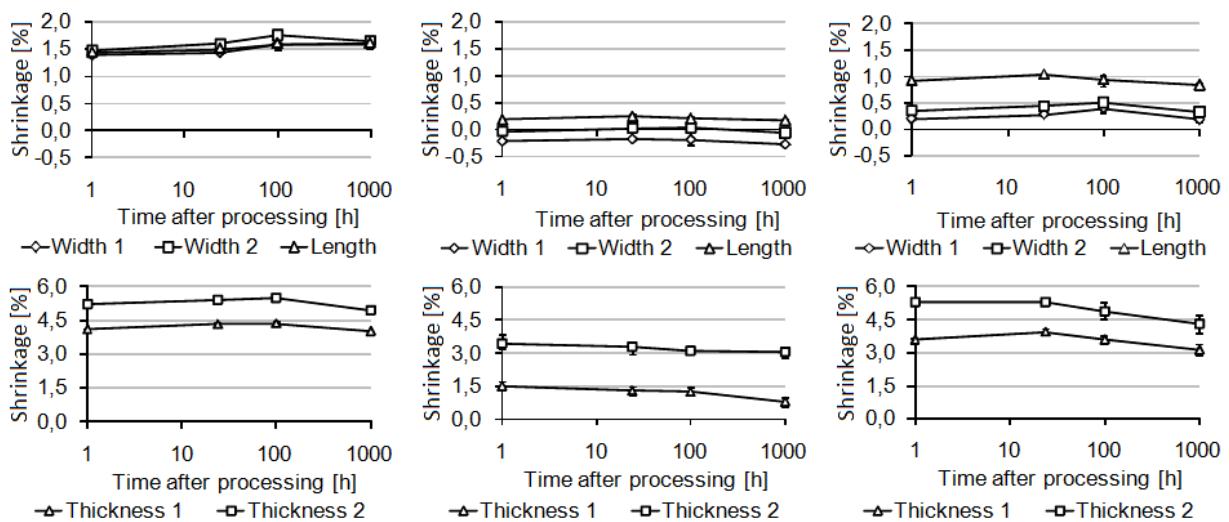 Shrinkage [%]
2,0
1,5
1,0
0,5
0,0
-0,5
1 10 100 1000
Time after processing [h]
Width 1 Width 2 Length
Shrinkage [%]
2,0
1,5
1,0
0,5
0,0
-0,5
1 10 100 1000
Time after processing [h]
Width 1 Width 2 Length
Shrinkage [%]
2,0
1,5
1,0
0,5
0,0
-0,5
1 10 100 1000
Time after processing [h]
Width 1 Width 2 Length
Shrinkage [%]
6,0
4,5
3,0
1,5
0,0
1 10 100 1000
Time after processing [h]
Thickness 1 Thickness 2
Shrinkage [%]
6,0
4,5
3,0
1,5
0,0
1 10 100 1000
Time after processing [h]
Thickness 1 Thickness 2
Shrinkage [%]
6,0
4,5
3,0
1,5
0,0
1 10 100 1000
Time after processing [h]
Thickness 1 Thickness 2